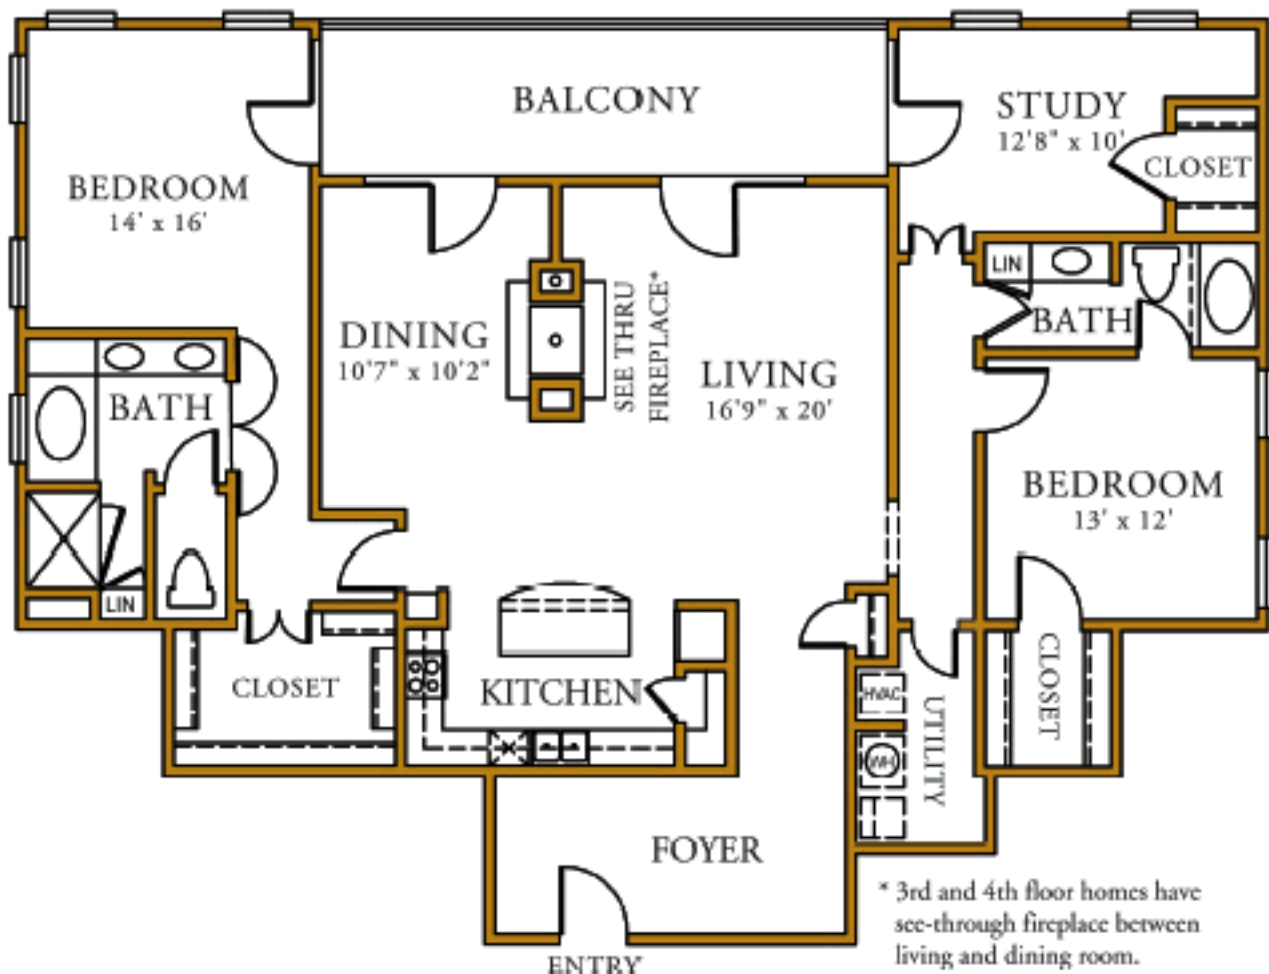 BALCONY
STUDY
12'8" x 10'
CLOSET
BEDROOM
14' x 16'
LIN
BATH
DINING
10'7" x 10'2"
SEE THRU
FIREPLACE*
LIVING
16'9" x 20'
BATH
BEDROOM
13' x 12'
LIN
CLOSET
KITCHEN
HVAC
UTILITY
CLOSET
WH
FOYER
ENTRY
* 3rd and 4th floor homes have
see-through fireplace between
living and dining room.